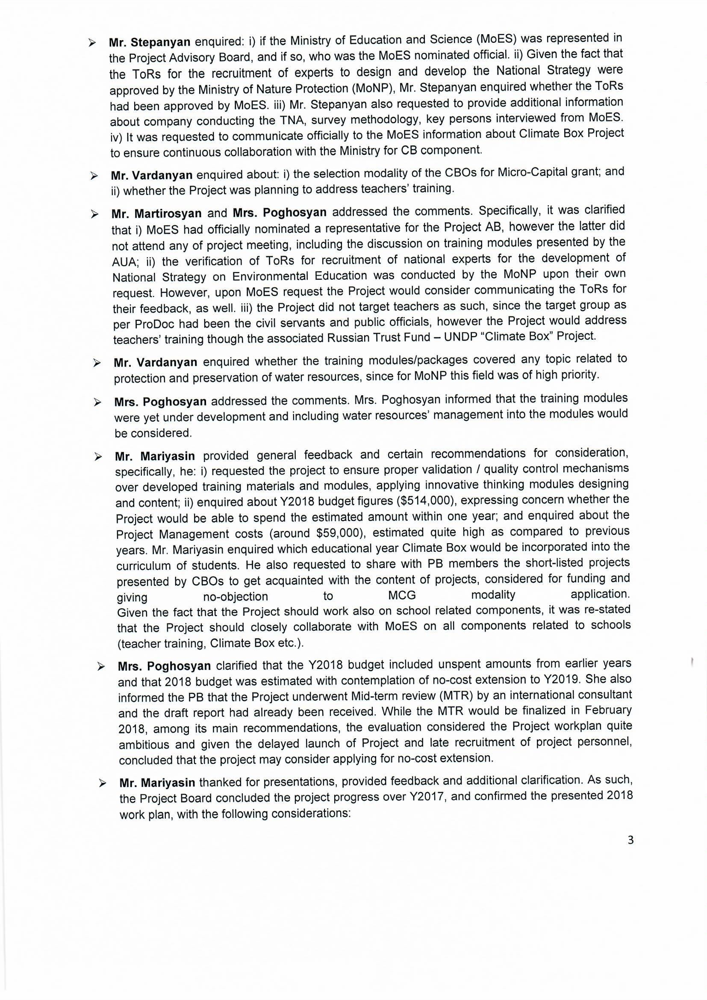 ➢ Mr. Stepanyan enquired: i) if the Ministry of Education and Science (MoES) was represented in
the Project Advisory Board, and if so, who was the MoES nominated official. ii) Given the fact that
the ToRs for the recruitment of experts to design and develop the National Strategy were
approved by the Ministry of Nature Protection (MoNP), Mr. Stepanyan enquired whether the ToRs
had been approved by MoES. iii) Mr. Stepanyan also requested to provide additional information
about company conducting the TNA, survey methodology, key persons interviewed from MoES.
iv) It was requested to communicate officially to the MoES information about Climate Box Project
to ensure continuous collaboration with the Ministry for CB component.
➢ Mr. Vardanyan enquired about: i) the selection modality of the CBOs for Micro-Capital grant; and
ii) whether the Project was planning to address teachers' training.
➢ Mr. Martirosyan and Mrs. Poghosyan addressed the comments. Specifically, it was clarified
that i) MoES had officially nominated a representative for the Project AB, however the latter did
not attend any of project meeting, including the discussion on training modules presented by the
AUA; ii) the verification of ToRs for recruitment of national experts for the development of
National Strategy on Environmental Education was conducted by the MoNP upon their own
request. However, upon MoES request the Project would consider communicating the ToRs for
their feedback, as well. iii) the Project did not target teachers as such, since the target group as
per ProDoc had been the civil servants and public officials, however the Project would address
teachers' training though the associated Russian Trust Fund – UNDP “Climate Box” Project.
➢ Mr. Vardanyan enquired whether the training modules/packages covered any topic related to
protection and preservation of water resources, since for MoNP this field was of high priority.
➢ Mrs. Poghosyan addressed the comments. Mrs. Poghosyan informed that the training modules
were yet under development and including water resources' management into the modules would
be considered.
➢ Mr. Mariyasin provided general feedback and certain recommendations for consideration,
specifically, he: i) requested the project to ensure proper validation / quality control mechanisms
over developed training materials and modules, applying innovative thinking modules designing
and content; ii) enquired about Y2018 budget figures ($514,000), expressing concern whether the
Project would be able to spend the estimated amount within one year; and enquired about the
Project Management costs (around $59,000), estimated quite high as compared to previous
years. Mr. Mariyasin enquired which educational year Climate Box would be incorporated into the
curriculum of students. He also requested to share with PB members the short-listed projects
presented by CBOs to get acquainted with the content of projects, considered for funding and
giving no-objection to MCG modality application.
Given the fact that the Project should work also on school related components, it was re-stated
that the Project should closely collaborate with MoES on all components related to schools
(teacher training, Climate Box etc.).
➢ Mrs. Poghosyan clarified that the Y2018 budget included unspent amounts from earlier years
and that 2018 budget was estimated with contemplation of no-cost extension to Y2019. She also
informed the PB that the Project underwent Mid-term review (MTR) by an international consultant
and the draft report had already been received. While the MTR would be finalized in February
2018, among its main recommendations, the evaluation considered the Project workplan quite
ambitious and given the delayed launch of Project and late recruitment of project personnel,
concluded that the project may consider applying for no-cost extension.
➢ Mr. Mariyasin thanked for presentations, provided feedback and additional clarification. As such,
the Project Board concluded the project progress over Y2017, and confirmed the presented 2018
work plan, with the following considerations:
3